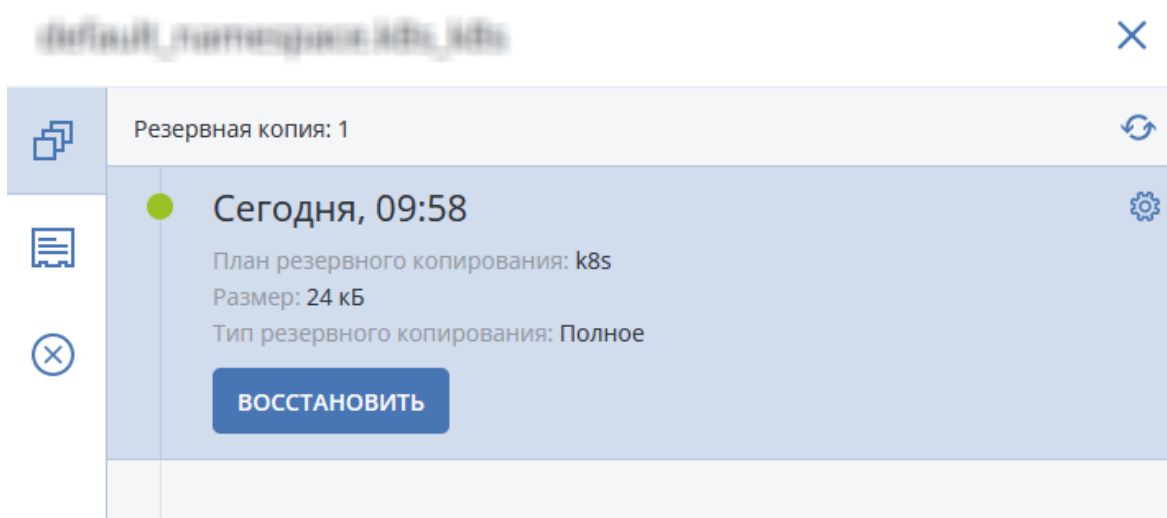 Резервная копия: 1
Сегодня, 09:58
План резервного копирования: k8s
Размер: 24 кБ
Тип резервного копирования: Полное
ВОССТАНОВИТЬ